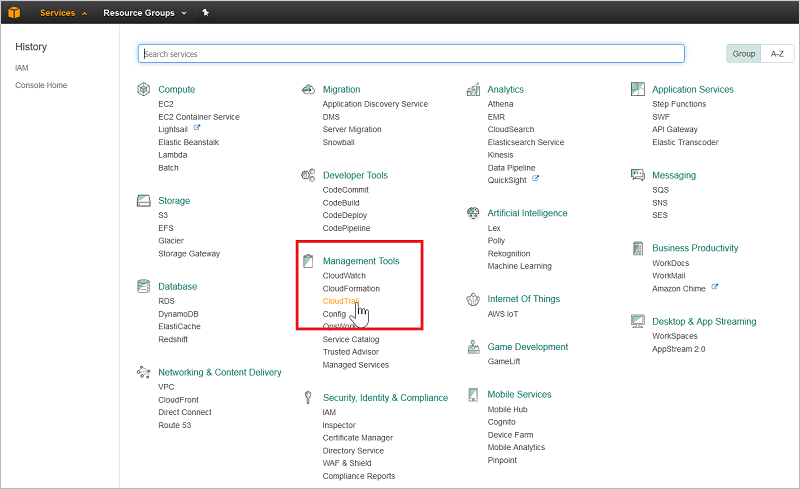 Services
Resource Groups
History
IAM
Console Home
Search services
Group
A-Z
Compute
EC2
EC2 Container Service
Lightsail
Elastic Beanstalk
Lambda
Batch
Storage
S3
EFS
Glacier
Storage Gateway
Database
RDS
DynamoDB
ElastiCache
Redshift
Networking & Content Delivery
VPC
CloudFront
Direct Connect
Route 53
Migration
Application Discovery Service
DMS
Server Migration
Snowball
Developer Tools
CodeCommit
CodeBuild
CodeDeploy
CodePipeline
Management Tools
CloudWatch
CloudFormation
CloudTrail
Config
OpsWork
Service Catalog
Trusted Advisor
Managed Services
Security, Identity & Compliance
IAM
Inspector
Certificate Manager
Directory Service
WAF & Shield
Compliance Reports
Analytics
Athena
EMR
CloudSearch
Elasticsearch Service
Kinesis
Data Pipeline
QuickSight
Artificial Intelligence
Lex
Polly
Rekognition
Machine Learning
Internet Of Things
AWS IoT
Game Development
GameLift
Mobile Services
Mobile Hub
Cognito
Device Farm
Mobile Analytics
Pinpoint
Application Services
Step Functions
SWF
API Gateway
Elastic Transcoder
Messaging
SQS
SNS
SES
Business Productivity
WorkDocs
WorkMail
Amazon Chime
Desktop & App Streaming
WorkSpaces
AppStream 2.0